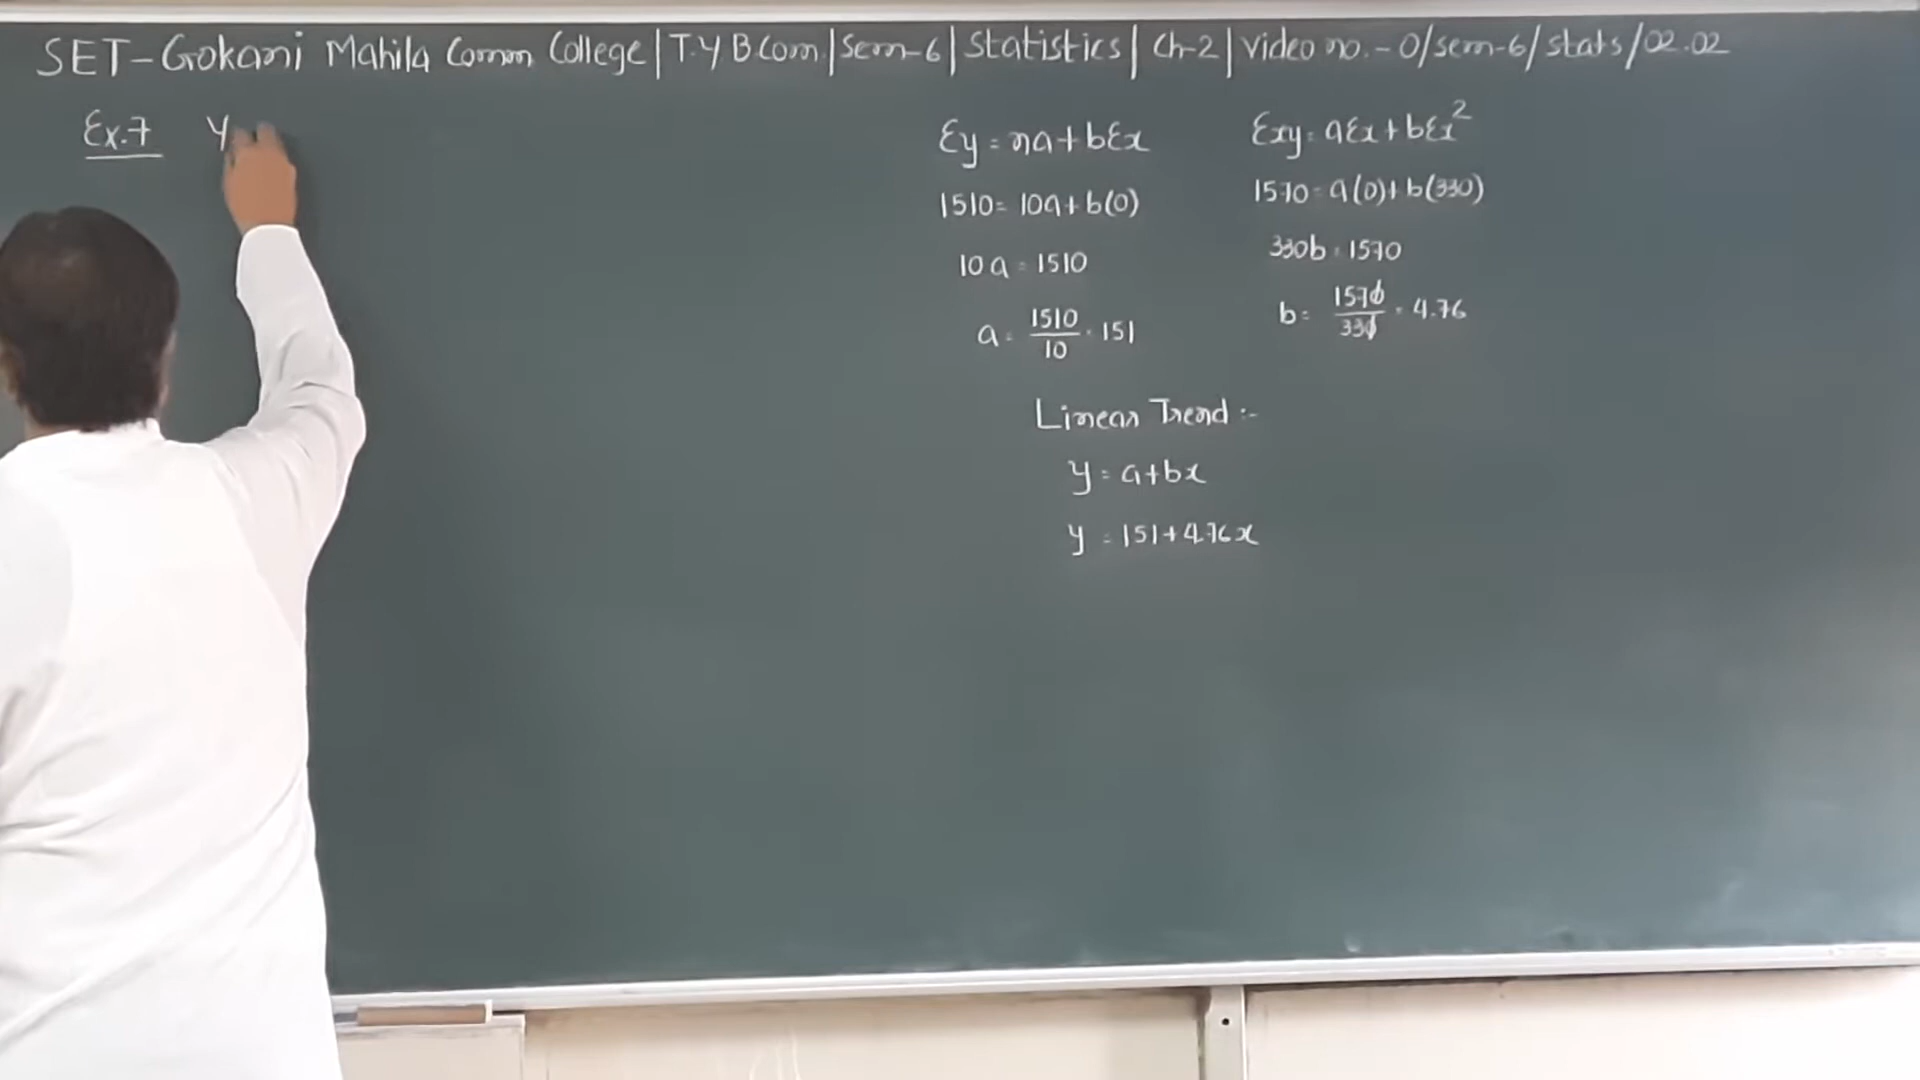 SET-Gokani Mahila Comm College | T.Y B.Com. | Sem-6 | Statistics | Ch-2 | Video no.-0/sem-6/stats/02.02
Ex.7 Y
Σy = na + bΣx
1510 = 10a + b(0)
10a = 1510
a = 1510/10 = 151
Σxy = aΣx + bΣx²
1570 = a(0) + b(330)
330b = 1570
b = 1570/330 = 4.76
Linear Trend :-
y = a + bx
y = 151 + 4.76x